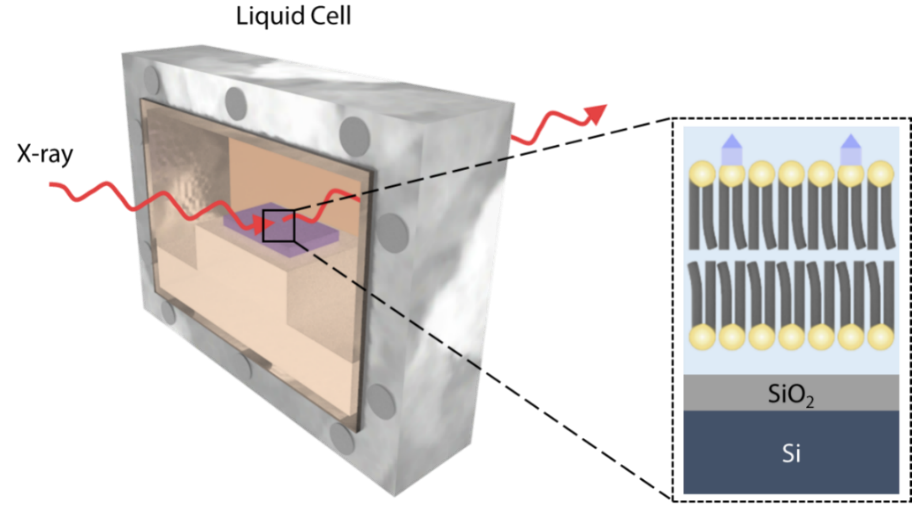 Liquid Cell
X-ray
SiO₂
Si